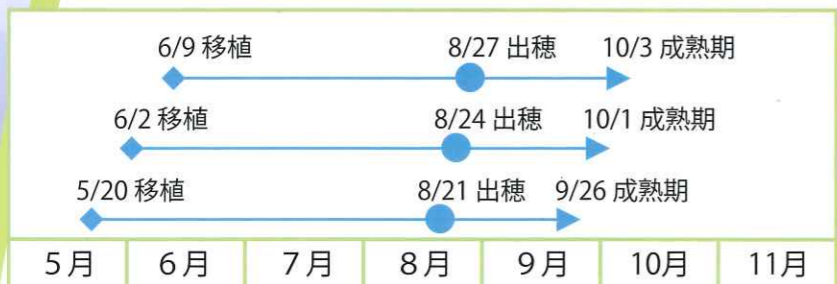 6/9 移植 8/27 出穂 10/3 成熟期
6/2 移植 8/24 出穂 10/1 成熟期
5/20 移植 8/21 出穂 9/26 成熟期
5月 6月 7月 8月 9月 10月 11月